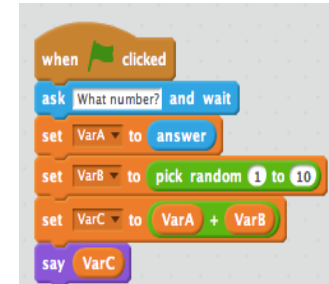 when clicked
ask What number? and wait
set VarA to answer
set VarB to pick random 1 to 10
set VarC to VarA + VarB
say VarC